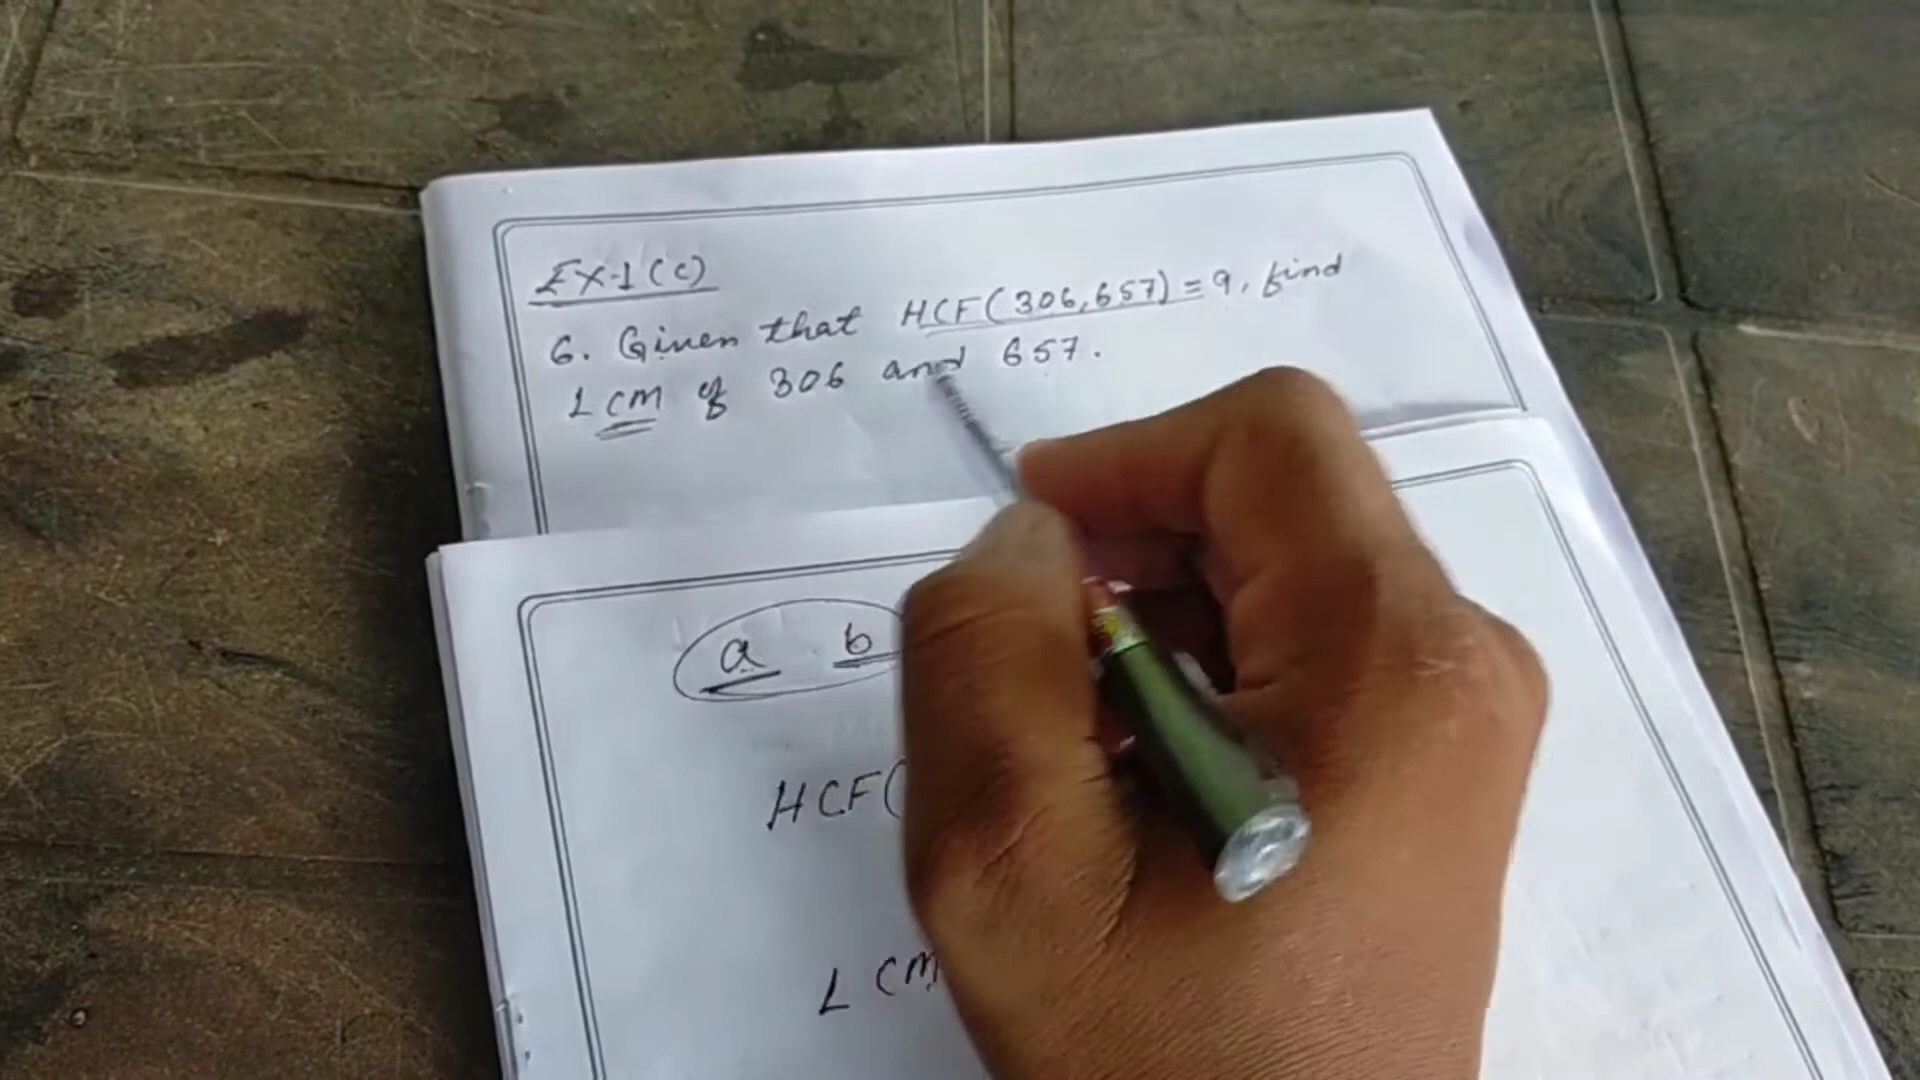 EX-1(c)
6. Given that HCF(306,657)=9, find
LCM of 306 and 657.
a b
HCF(
LCM